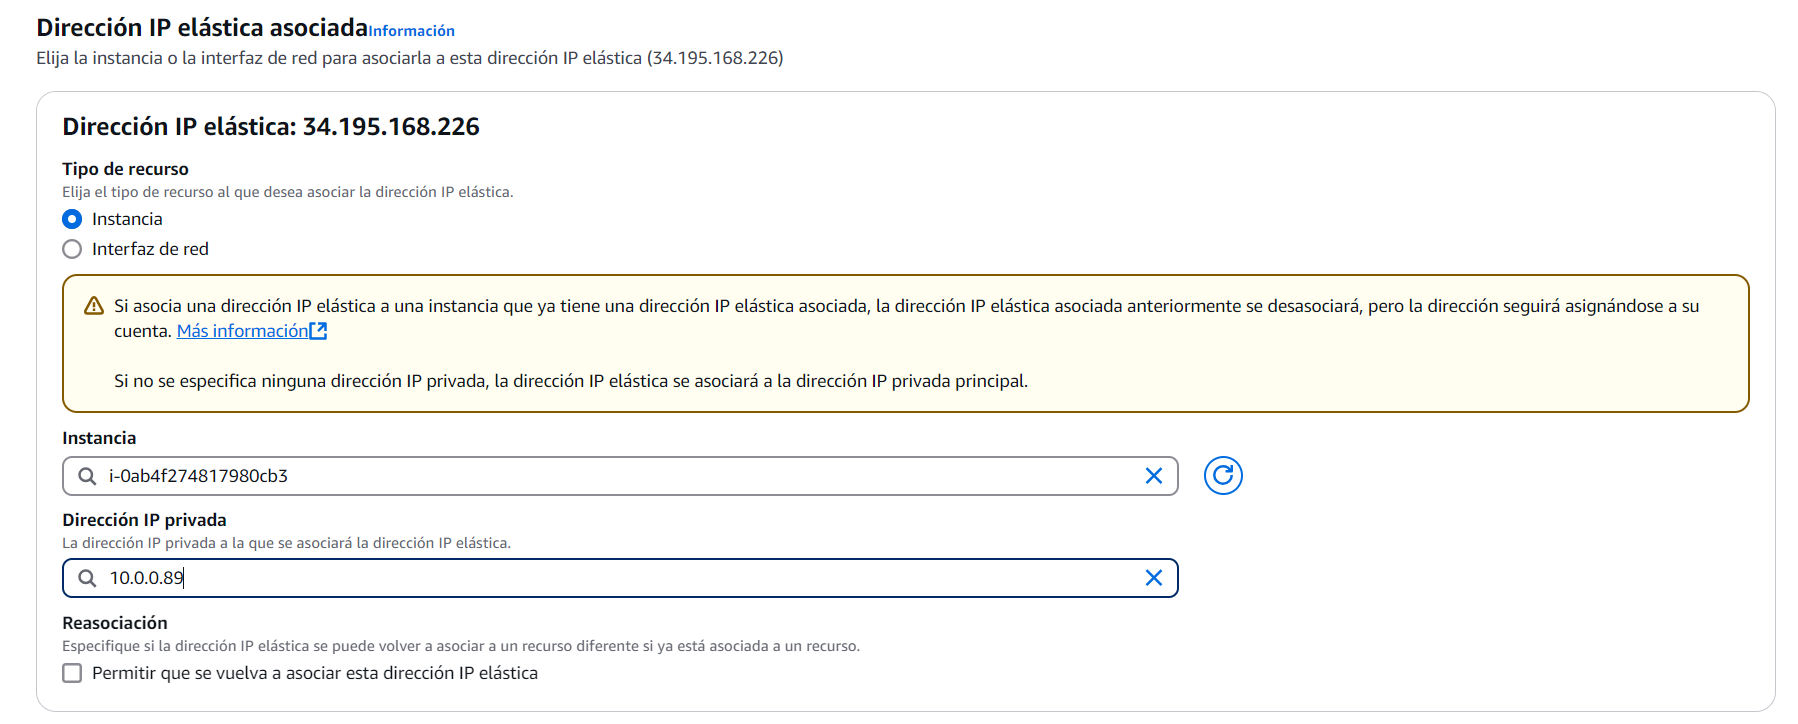 Dirección IP elástica asociada Información
Elija la instancia o la interfaz de red para asociarla a esta dirección IP elástica (34.195.168.226)
Dirección IP elástica: 34.195.168.226
Tipo de recurso
Elija el tipo de recurso al que desea asociar la dirección IP elástica.
Instancia
Interfaz de red
Si asocia una dirección IP elástica a una instancia que ya tiene una dirección IP elástica asociada, la dirección IP elástica asociada anteriormente se desasociará, pero la dirección seguirá asignándose a su
cuenta. Más información
Si no se especifica ninguna dirección IP privada, la dirección IP elástica se asociará a la dirección IP privada principal.
Instancia
i-0ab4f274817980cb3
Dirección IP privada
La dirección IP privada a la que se asociará la dirección IP elástica.
10.0.0.89
Reasociación
Especifique si la dirección IP elástica se puede volver a asociar a un recurso diferente si ya está asociada a un recurso.
Permitir que se vuelva a asociar esta dirección IP elástica